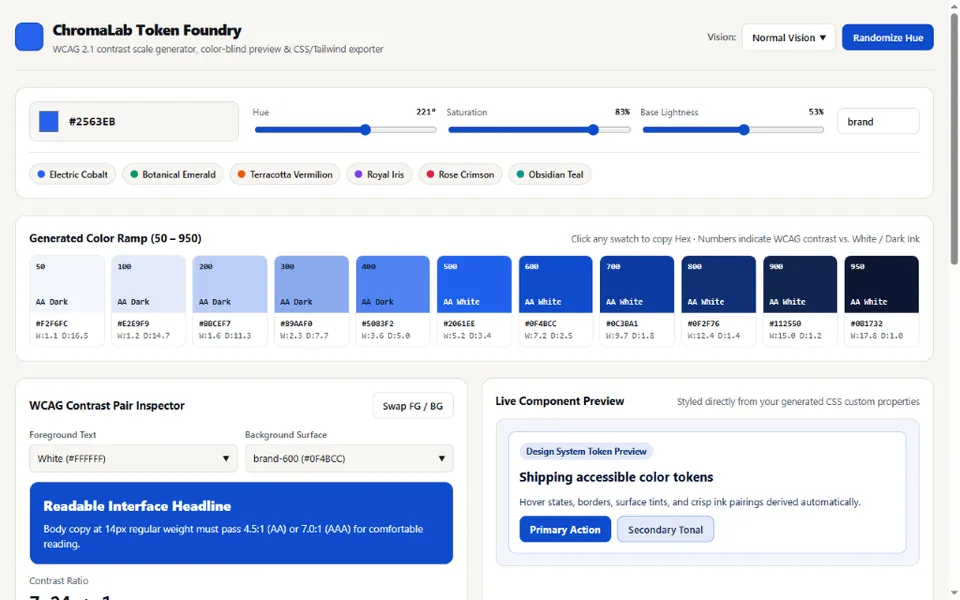 ChromaLab Token Foundry
WCAG 2.1 contrast scale generator, color-blind preview & CSS/Tailwind exporter
Vision:
Normal Vision ▼
Randomize Hue
#2563EB
Hue 221°
Saturation 83%
Base Lightness 53%
brand
Electric Cobalt
Botanical Emerald
Terracotta Vermilion
Royal Iris
Rose Crimson
Obsidian Teal
Generated Color Ramp (50 – 950)
Click any swatch to copy Hex · Numbers indicate WCAG contrast vs. White / Dark Ink
50
AA Dark
#F2F6FC
W:1.1 D:16.5
100
AA Dark
#E2E9F9
W:1.2 D:14.7
200
AA Dark
#BBCEF7
W:1.6 D:11.3
300
AA Dark
#89AAF0
W:2.3 D:7.7
400
AA Dark
#5083F2
W:3.6 D:5.0
500
AA White
#2061EE
W:5.2 D:3.4
600
AA White
#0F4BCC
W:7.2 D:2.5
700
AA White
#0C3BA1
W:9.7 D:1.8
800
AA White
#0F2F76
W:12.4 D:1.4
900
AA White
#112550
W:15.0 D:1.2
950
AA White
#0B1732
W:17.8 D:1.0
WCAG Contrast Pair Inspector
Swap FG / BG
Foreground Text
White (#FFFFFF) ▼
Background Surface
brand-600 (#0F4BCC) ▼
Readable Interface Headline
Body copy at 14px regular weight must pass 4.5:1 (AA) or 7.0:1 (AAA) for comfortable
reading.
Contrast Ratio
Live Component Preview
Styled directly from your generated CSS custom properties
Design System Token Preview
Shipping accessible color tokens
Hover states, borders, surface tints, and crisp ink pairings derived automatically.
Primary Action
Secondary Tonal